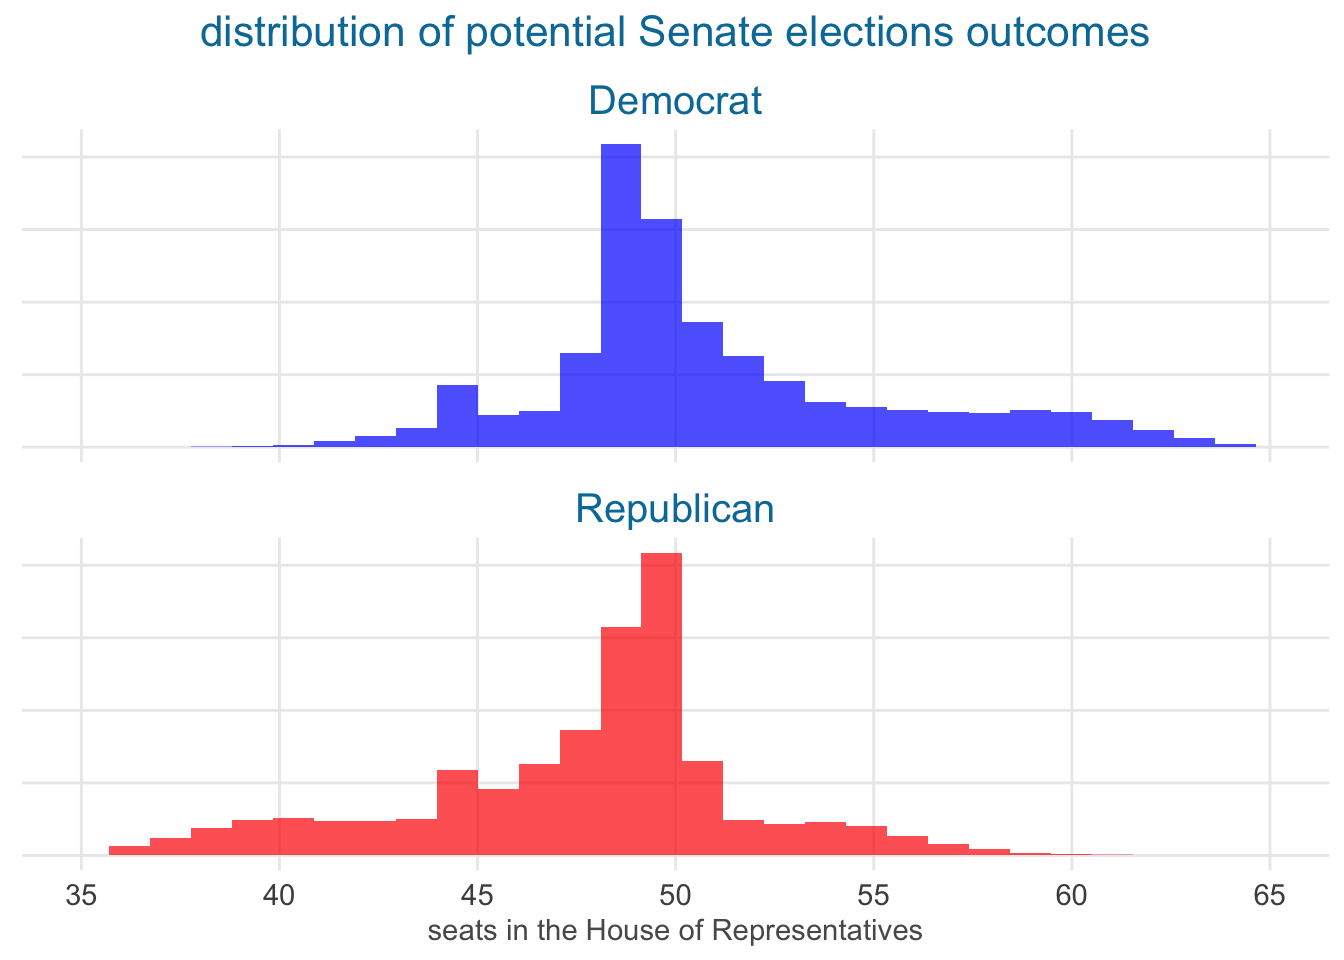 distribution of potential Senate elections outcomes
Democrat
Republican
35 40 45 50 55 60 65
seats in the House of Representatives